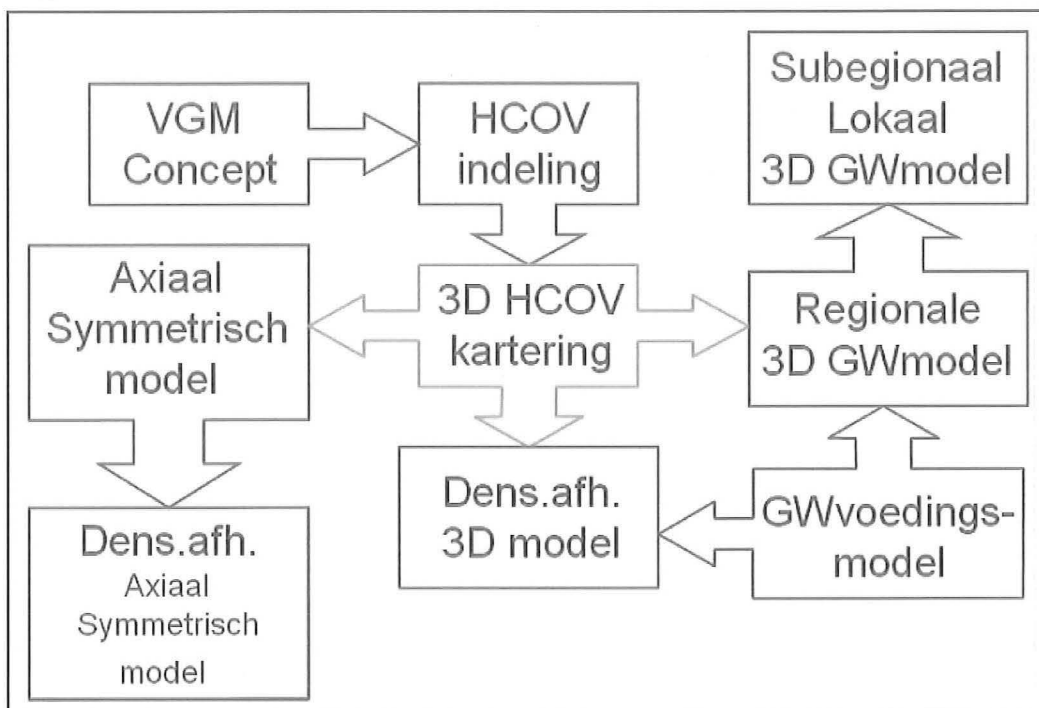 VGM
Concept
HCOV
indeling
Subegionaal
Lokaal
3D GWmodel
Axiaal
Symmetrisch
model
3D HCOV
kartering
Regionale
3D GWmodel
Dens.afh.
Axiaal
Symmetrisch
model
Dens.afh.
3D model
GWvoedings-
model